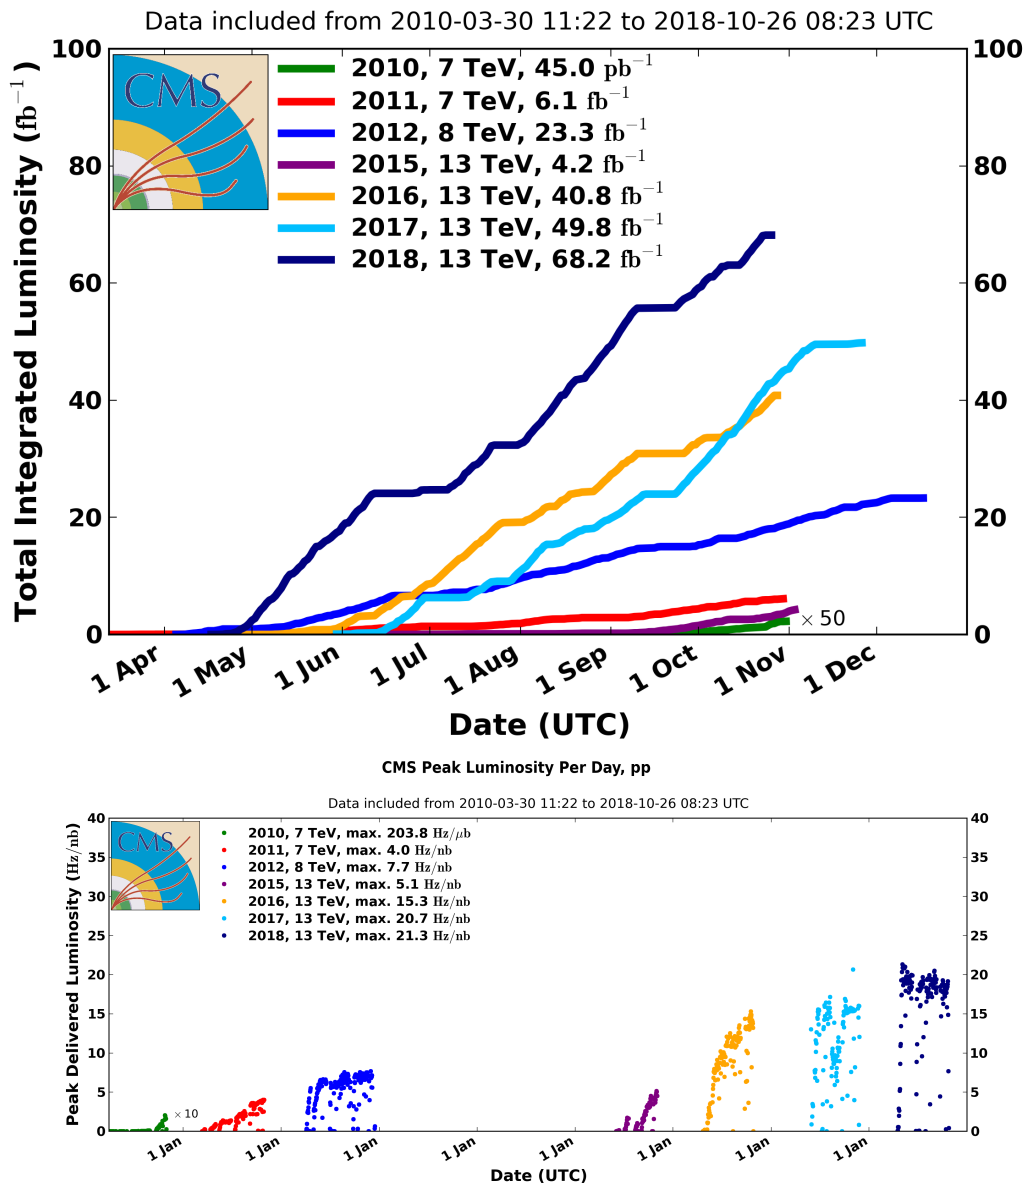 Data included from 2010-03-30 11:22 to 2018-10-26 08:23 UTC
CMS
2010, 7 TeV, 45.0 pb⁻¹
2011, 7 TeV, 6.1 fb⁻¹
2012, 8 TeV, 23.3 fb⁻¹
2015, 13 TeV, 4.2 fb⁻¹
2016, 13 TeV, 40.8 fb⁻¹
2017, 13 TeV, 49.8 fb⁻¹
2018, 13 TeV, 68.2 fb⁻¹
Total Integrated Luminosity (fb⁻¹)
100 100
80 80
60 60
40 40
20 20
0 0
× 50
1 Apr 1 May 1 Jun 1 Jul 1 Aug 1 Sep 1 Oct 1 Nov 1 Dec
Date (UTC)
CMS Peak Luminosity Per Day, pp
Data included from 2010-03-30 11:22 to 2018-10-26 08:23 UTC
CMS
2010, 7 TeV, max. 203.8 Hz/μb
2011, 7 TeV, max. 4.0 Hz/nb
2012, 8 TeV, max. 7.7 Hz/nb
2015, 13 TeV, max. 5.1 Hz/nb
2016, 13 TeV, max. 15.3 Hz/nb
2017, 13 TeV, max. 20.7 Hz/nb
2018, 13 TeV, max. 21.3 Hz/nb
Peak Delivered Luminosity (Hz/nb)
40 40
35 35
30 30
25 25
20 20
15 15
10 10
5 5
0 0
× 10
1 Jan 1 Jan 1 Jan 1 Jan 1 Jan 1 Jan 1 Jan 1 Jan
Date (UTC)